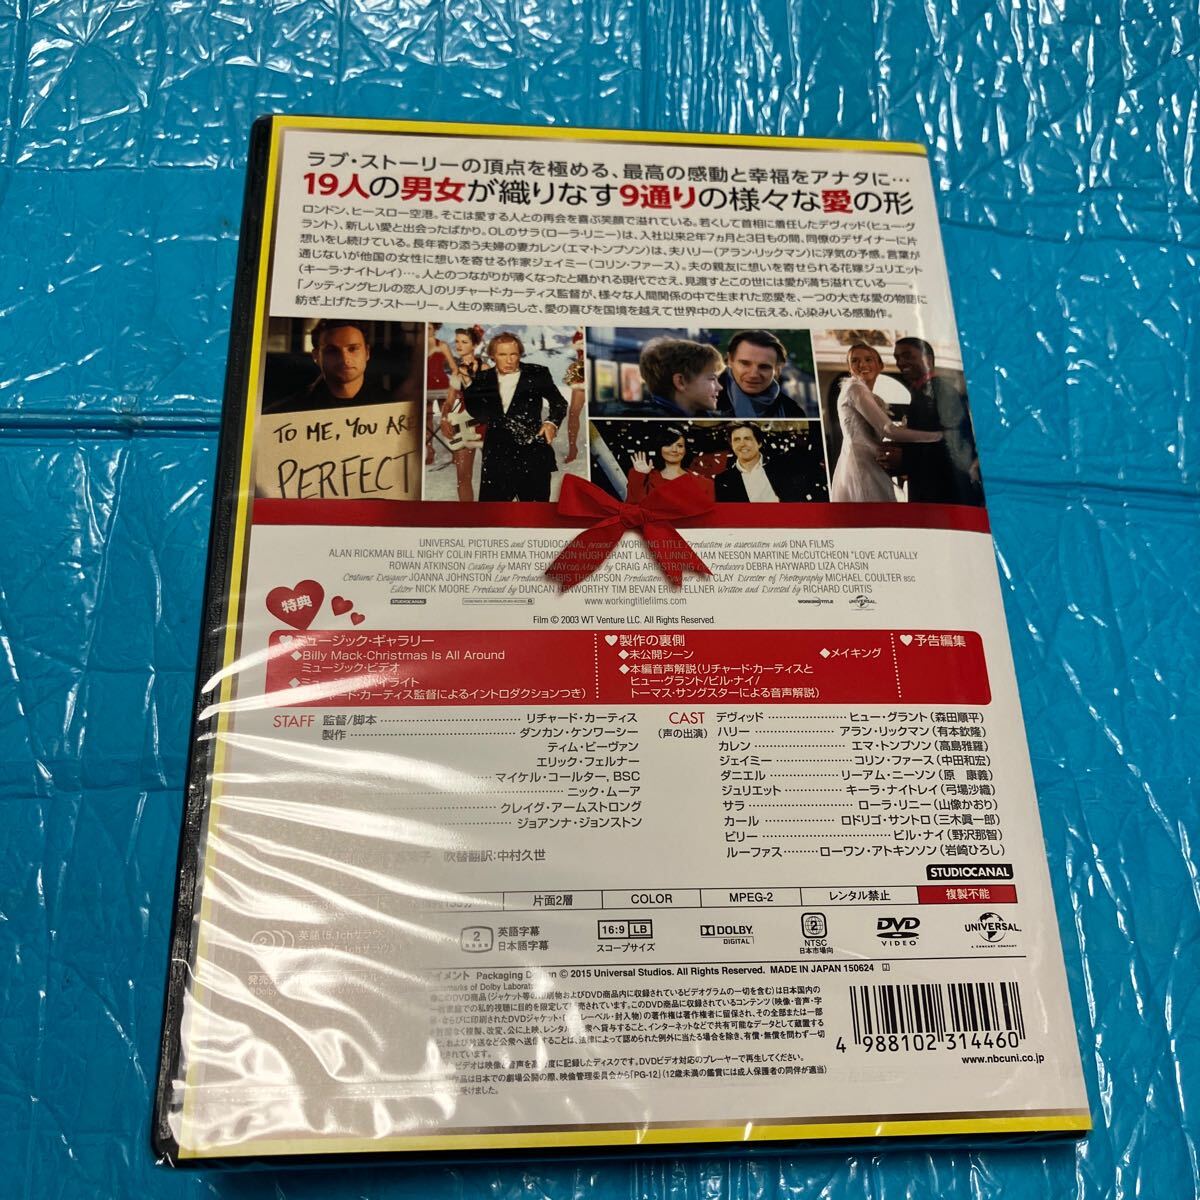 ラブ・ストーリーの頂点を極める、最高の感動と幸福をアナタに…
19人の男女が織りなす9通りの様々な愛の形
ロンドン、ヒースロー空港。そこは愛する人との再会を喜ぶ笑顔で溢れている。若くして首相に着任したデヴィッド(ヒュー・グ
ラント)、新しい愛と出会ったばかり。OLのサラ(ローラ・リニー)は、入社以来2年7ヵ月と3日もの間、同僚のデザイナーに片
想いをし続けている。長年寄り添う夫婦の妻カレン(エマ・トンプソン)は、夫ハリー(アラン・リックマン)に浮気の予感。言葉が
通じないが他国の女性に想いを寄せる作家ジェイミー(コリン・ファース)。夫の親友に想いを寄せられる花嫁ジュリエット
(キーラ・ナイトレイ)…。人とのつながりが薄くなったと囁かれる現代でさえ、見渡すとこの世には愛が満ち溢れている──。
「ノッティングヒルの恋人」のリチャード・カーティス監督が、様々な人間関係の中で生まれた恋愛を、一つの大きな愛の物語に
紡ぎ上げたラブ・ストーリー。人生の素晴らしさ、愛の喜びを国境を越えて世界中の人々に伝える、心染みいる感動作。
TO ME, YOU ARE
PERFECT
UNIVERSAL PICTURES and STUDIOCANAL present a WORKING TITLE Production in association with DNA FILMS
ALAN RICKMAN BILL NIGHY COLIN FIRTH EMMA THOMPSON HUGH GRANT LAURA LINNEY LIAM NEESON MARTINE McCUTCHEON "LOVE ACTUALLY
ROWAN ATKINSON Casting by MARY SELWAY CDG Music by CRAIG ARMSTRONG Co Producers DEBRA HAYWARD LIZA CHASIN
Costume Designer JOANNA JOHNSTON Line Producer CHRIS THOMPSON Production Designer JIM CLAY Director of Photography MICHAEL COULTER BSC
Editor NICK MOORE Produced by DUNCAN KENWORTHY TIM BEVAN ERIC FELLNER Written and Directed by RICHARD CURTIS
STUDIOCANAL www.workingtitlefilms.com WORKING TITLE UNIVERSAL
Film © 2003 WT Venture LLC. All Rights Reserved.
特典
ミュージック・ギャラリー
◆Billy Mack-Christmas Is All Around
ミュージック・ビデオ
製作の裏側
◆未公開シーン ◆メイキング
◆本編音声解説(リチャード・カーティスと
ヒュー・グラント/ビル・ナイ/
トーマス・サングスターによる音声解説)
予告編集
STAFF 監督/脚本 リチャード・カーティス
製作 ダンカン・ケンワーシー
ティム・ビーヴァン
エリック・フェルナー
マイケル・コールター, BSC
ニック・ムーア
クレイグ・アームストロング
ジョアンナ・ジョンストン
吹替翻訳:中村久世
CAST (声の出演)
デヴィッド ヒュー・グラント(森田順平)
ハリー アラン・リックマン(有本欽隆)
カレン エマ・トンプソン(高島雅羅)
ジェイミー コリン・ファース(中田和宏)
ダニエル リーアム・ニーソン(原 康義)
ジュリエット キーラ・ナイトレイ(弓場沙織)
サラ ローラ・リニー(山像かおり)
カール ロドリゴ・サントロ(三木眞一郎)
ビリー ビル・ナイ(野沢那智)
ルーファス ローワン・アトキンソン(岩崎ひろし)
STUDIOCANAL
片面2層 COLOR MPEG-2 レンタル禁止 複製不能
2 英語字幕
日本語字幕
16:9 LB
スコープサイズ
DOLBY DIGITAL
2 NTSC
日本市場向
DVD VIDEO
UNIVERSAL
A COMCAST COMPANY
Packaging Design © 2015 Universal Studios. All Rights Reserved. MADE IN JAPAN 150624
4 988102 314460
www.nbcuni.co.jp